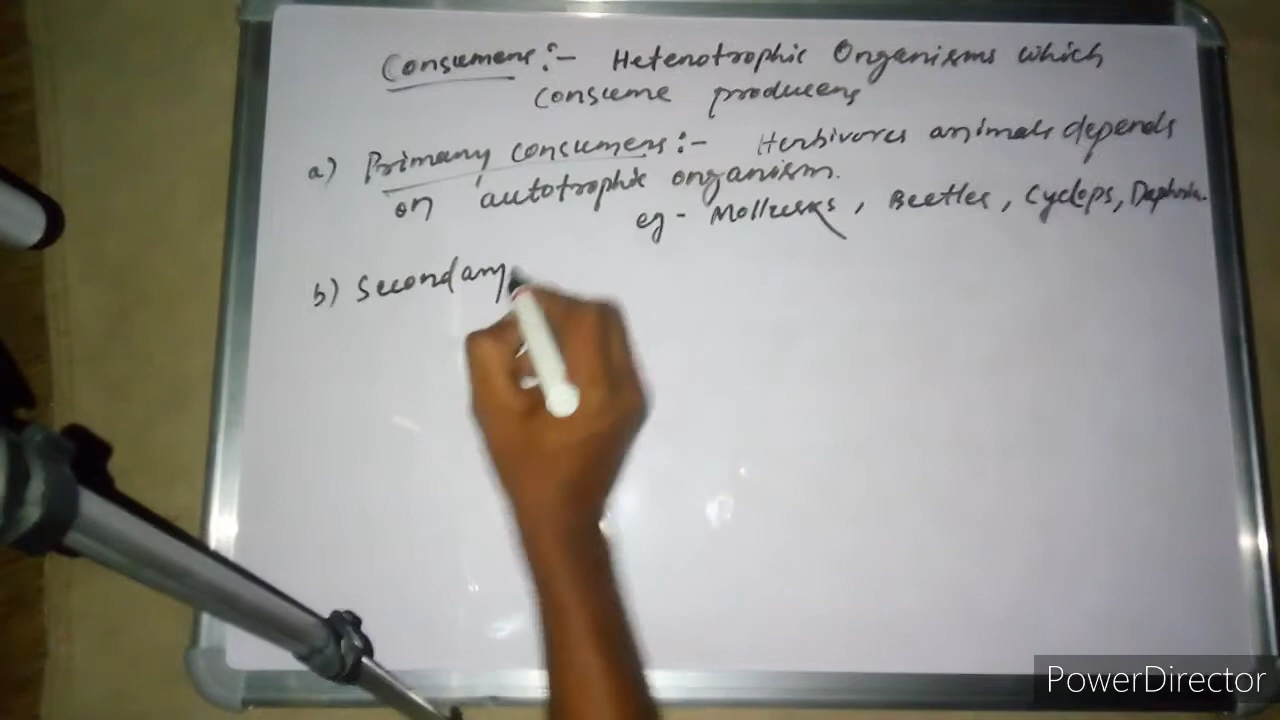 Consumers :- Heterotrophic Organisms which
consume producers
a) Primary consumers :- Herbivores animals depends
on autotrophic organism.
eg - Mollusks, Beetles, Cyclops, Daphnia.
b) Secondary
PowerDirector